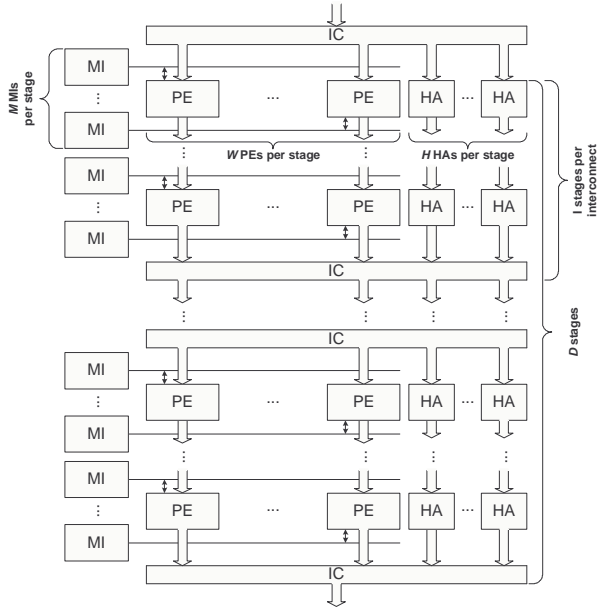 IC
MI
M MIs per stage
PE ... PE HA ... HA
MI
W PEs per stage
H HAs per stage
I stages per interconnect
MI
PE ... PE HA ... HA
MI
IC
D stages
IC
MI
PE ... PE HA ... HA
MI
MI
PE ... PE HA ... HA
MI
IC